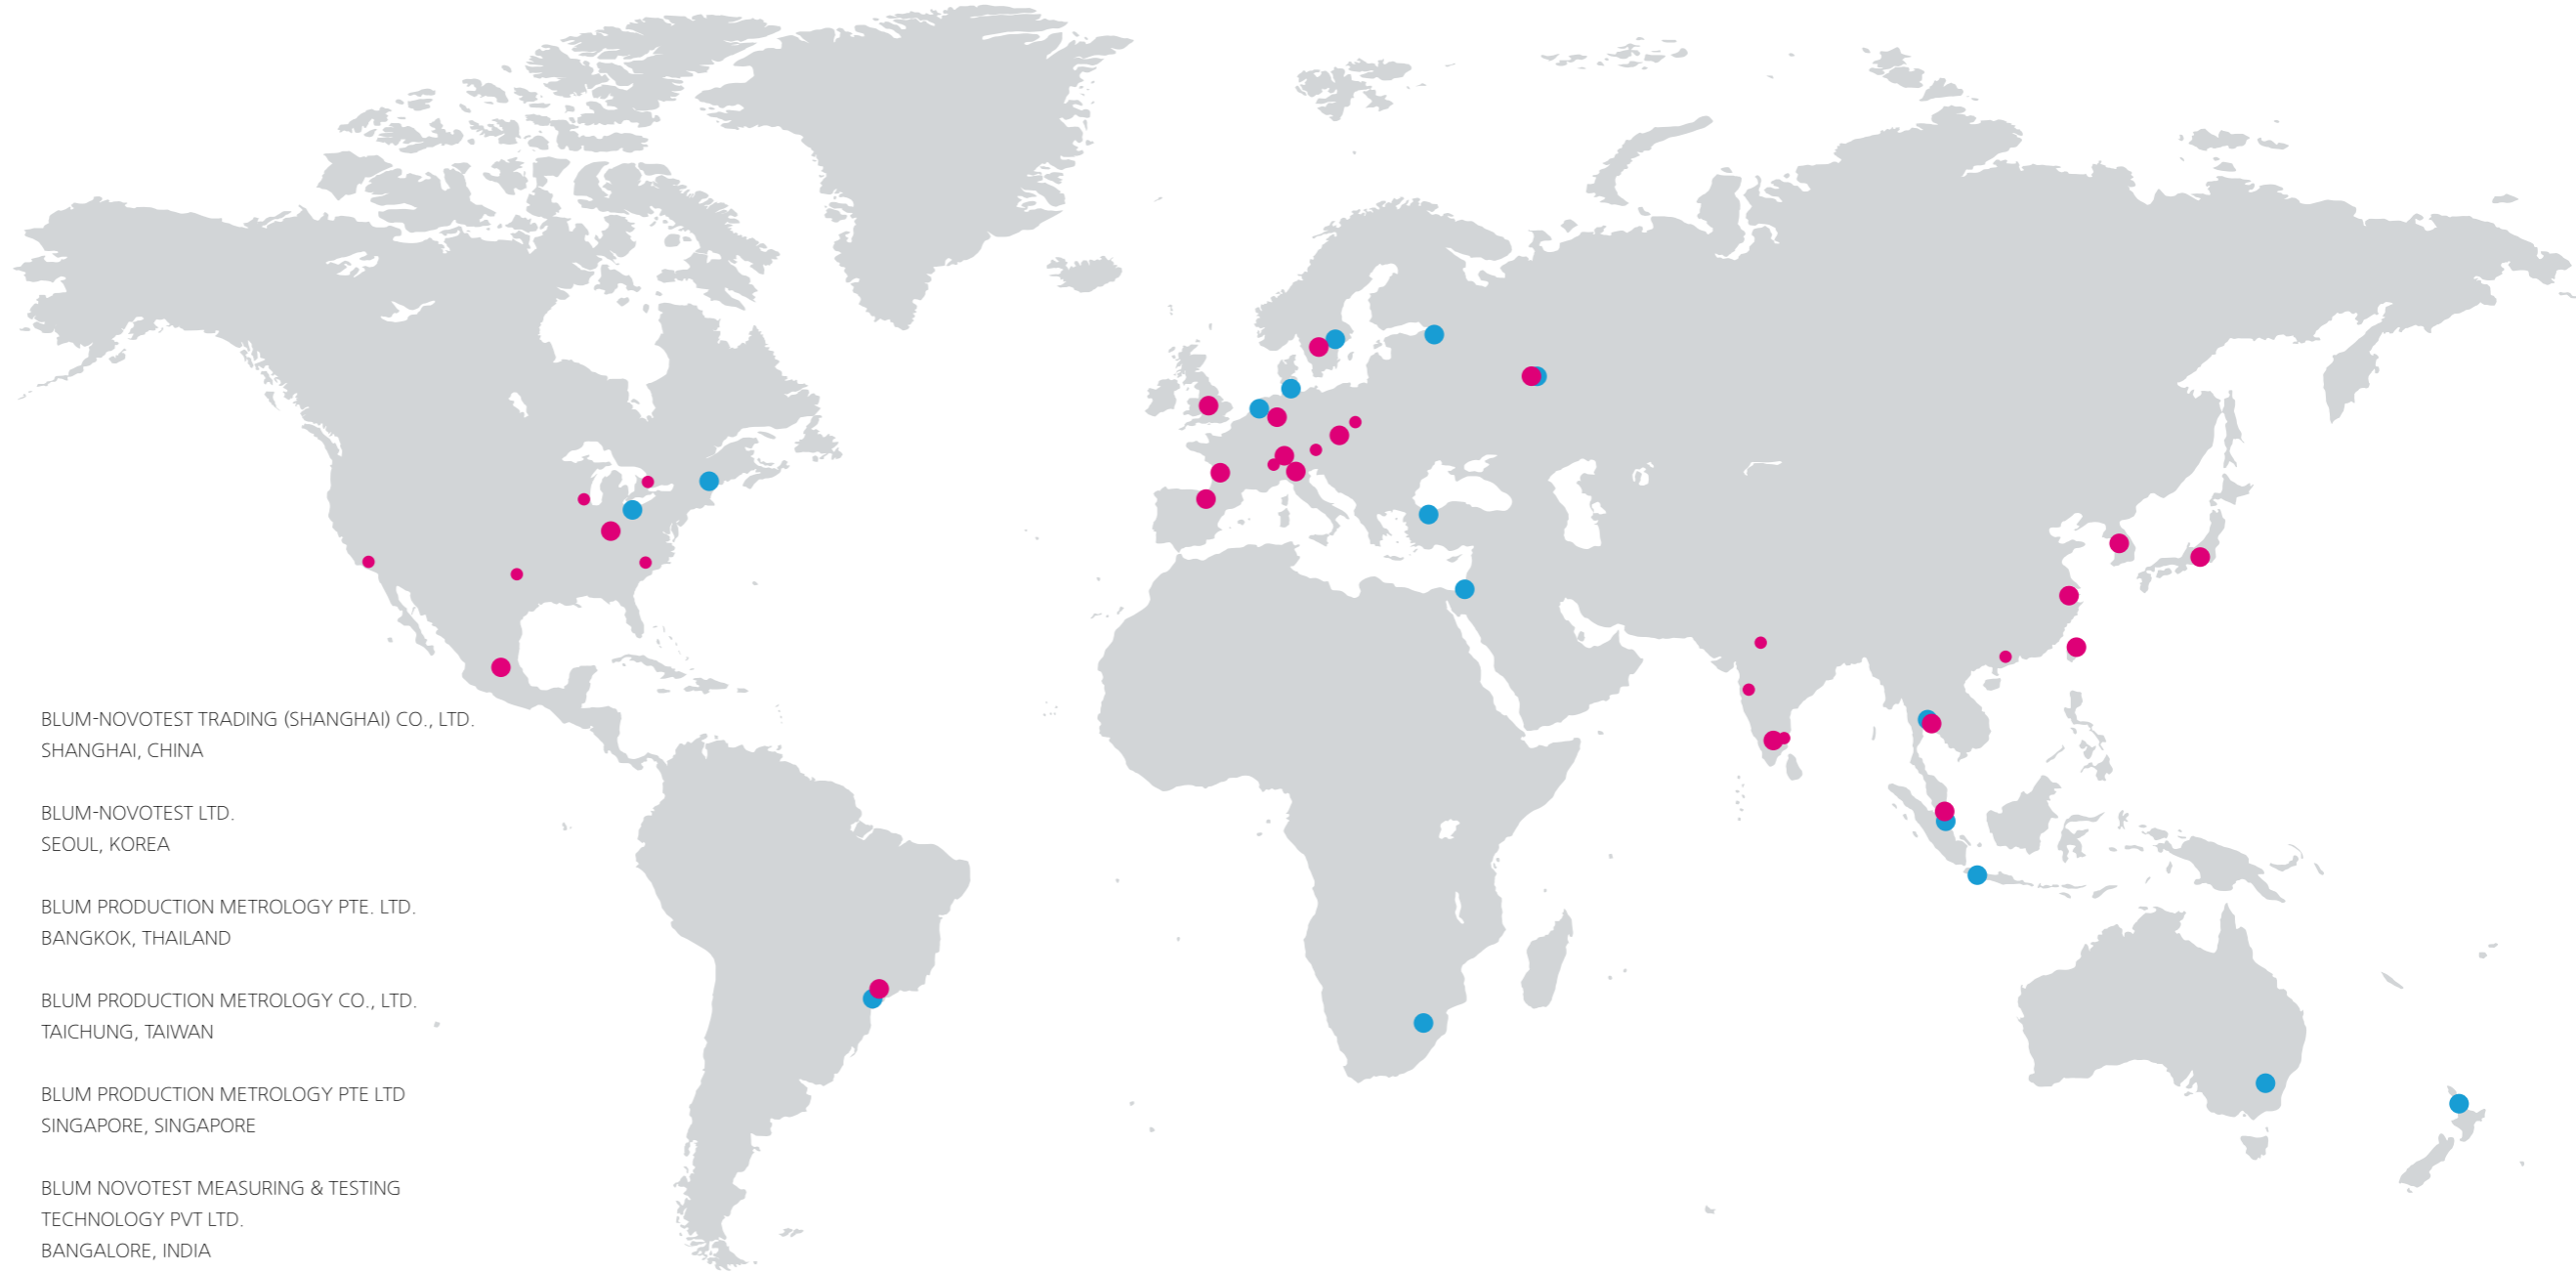 BLUM-NOVOTEST TRADING (SHANGHAI) CO., LTD.
SHANGHAI, CHINA
BLUM-NOVOTEST LTD.
SEOUL, KOREA
BLUM PRODUCTION METROLOGY PTE. LTD.
BANGKOK, THAILAND
BLUM PRODUCTION METROLOGY CO., LTD.
TAICHUNG, TAIWAN
BLUM PRODUCTION METROLOGY PTE LTD
SINGAPORE, SINGAPORE
BLUM NOVOTEST MEASURING & TESTING
TECHNOLOGY PVT LTD.
BANGALORE, INDIA